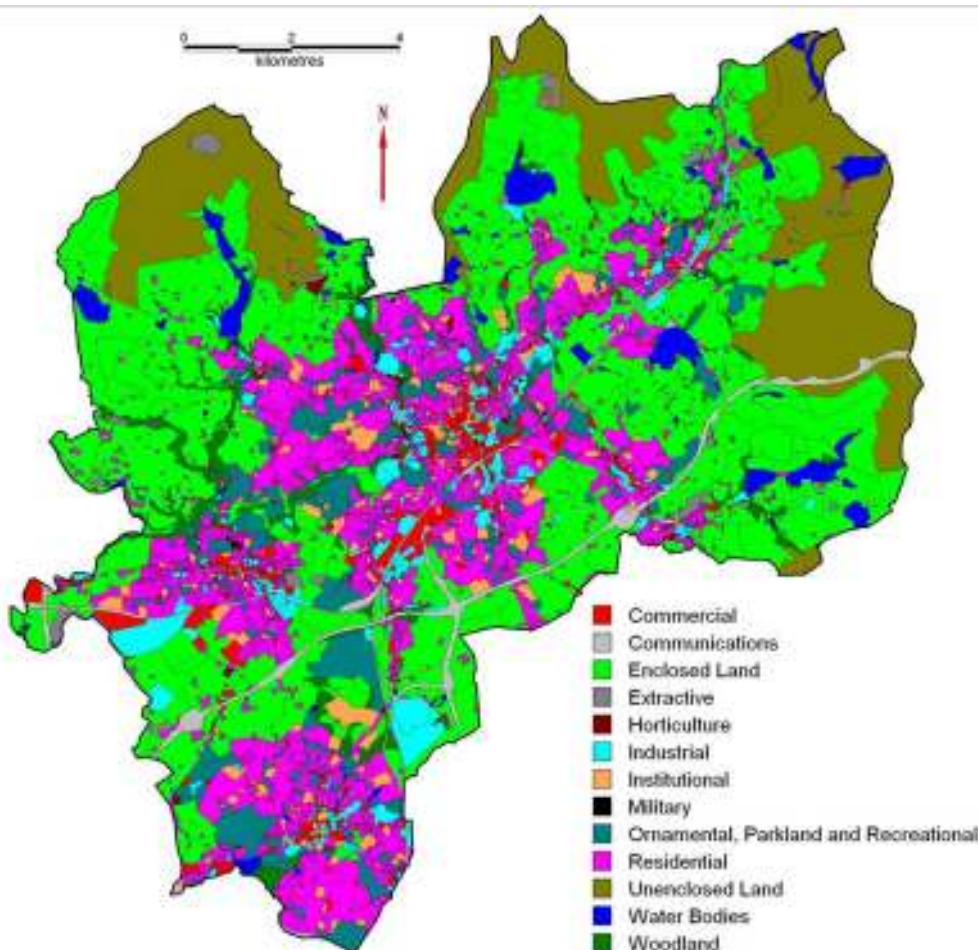 0 2 4
kilometres
N
Commercial
Communications
Enclosed Land
Extractive
Horticulture
Industrial
Institutional
Military
Ornamental, Parkland and Recreational
Residential
Unenclosed Land
Water Bodies
Woodland